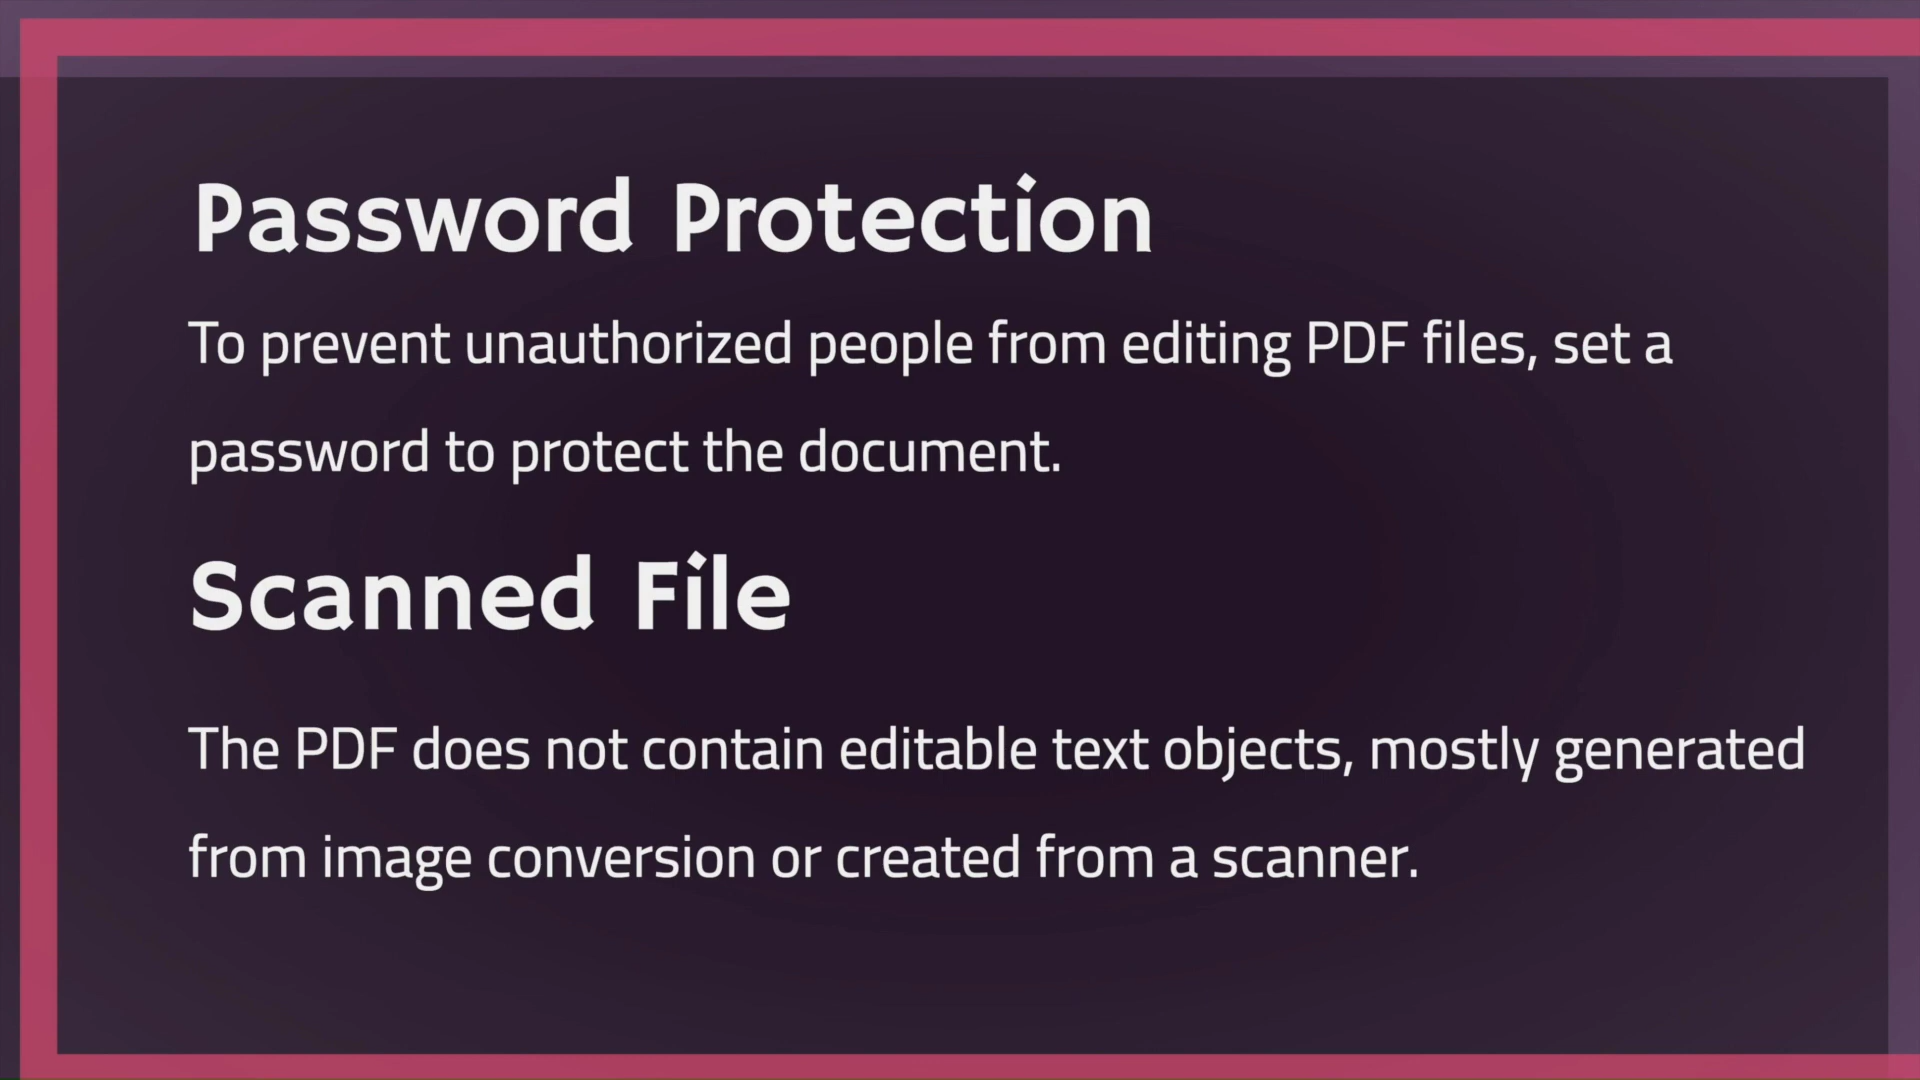 Password Protection
To prevent unauthorized people from editing PDF files, set a
password to protect the document.
Scanned File
The PDF does not contain editable text objects, mostly generated
from image conversion or created from a scanner.